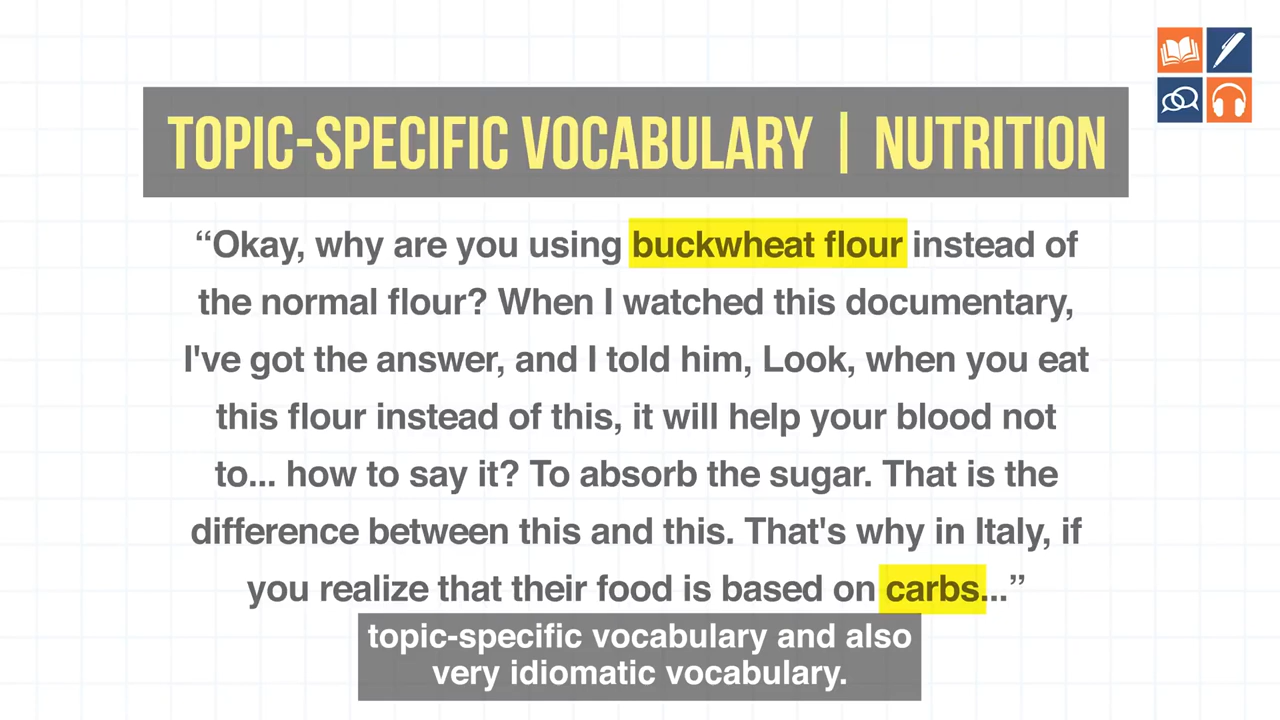 TOPIC-SPECIFIC VOCABULARY | NUTRITION
“Okay, why are you using buckwheat flour instead of
the normal flour? When I watched this documentary,
I've got the answer, and I told him, Look, when you eat
this flour instead of this, it will help your blood not
to... how to say it? To absorb the sugar. That is the
difference between this and this. That's why in Italy, if
you realize that their food is based on carbs...”
topic-specific vocabulary and also
very idiomatic vocabulary.